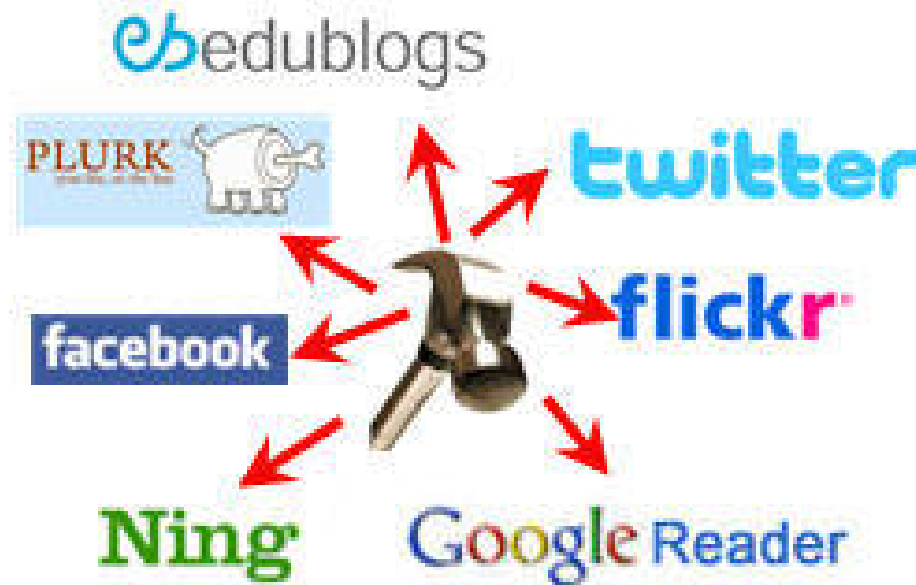 edublogs
PLURK
twitter
flickr
facebook
Ning
Google Reader